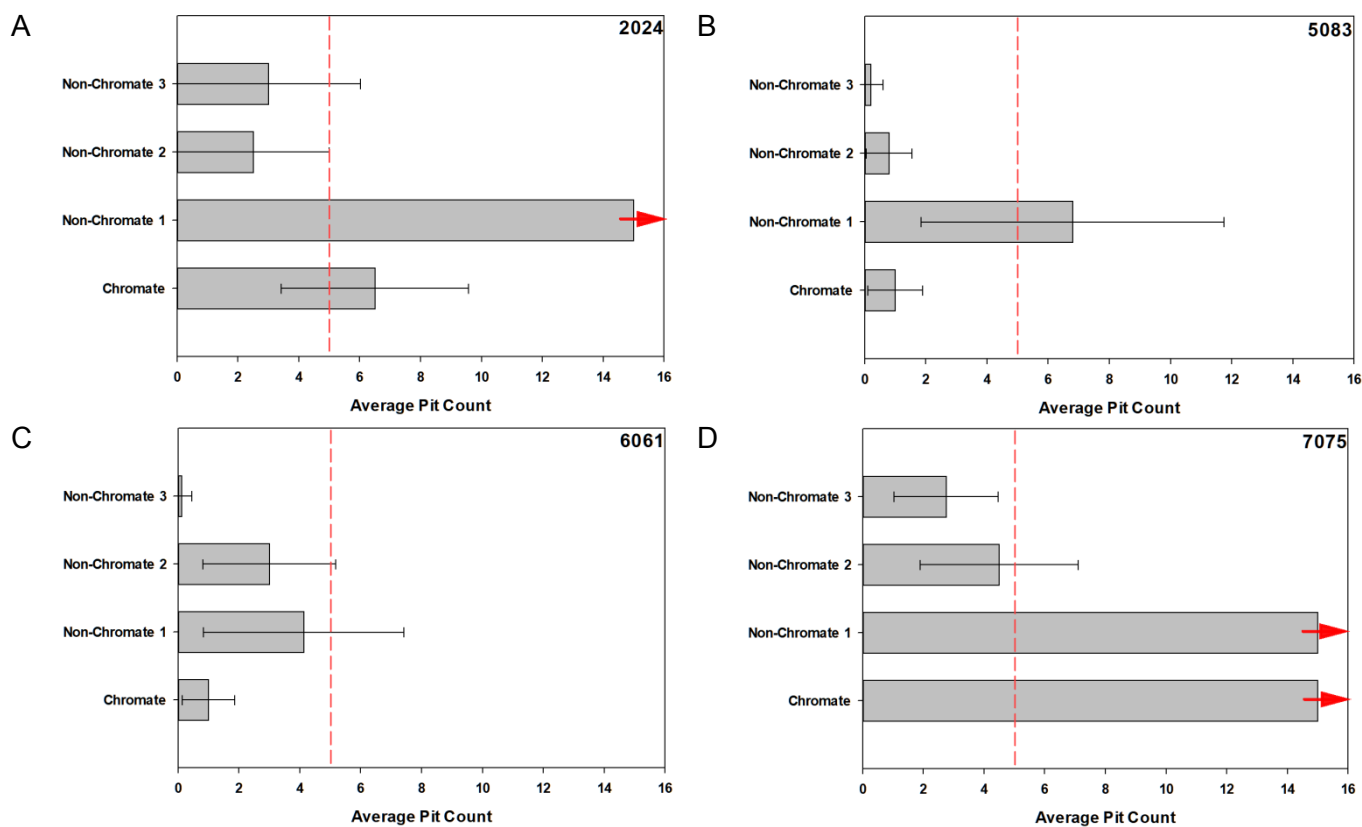 A
2024
Non-Chromate 3
Non-Chromate 2
Non-Chromate 1
Chromate
0 2 4 6 8 10 12 14 16
Average Pit Count
B
5083
Non-Chromate 3
Non-Chromate 2
Non-Chromate 1
Chromate
0 2 4 6 8 10 12 14 16
Average Pit Count
C
6061
Non-Chromate 3
Non-Chromate 2
Non-Chromate 1
Chromate
0 2 4 6 8 10 12 14 16
Average Pit Count
D
7075
Non-Chromate 3
Non-Chromate 2
Non-Chromate 1
Chromate
0 2 4 6 8 10 12 14 16
Average Pit Count